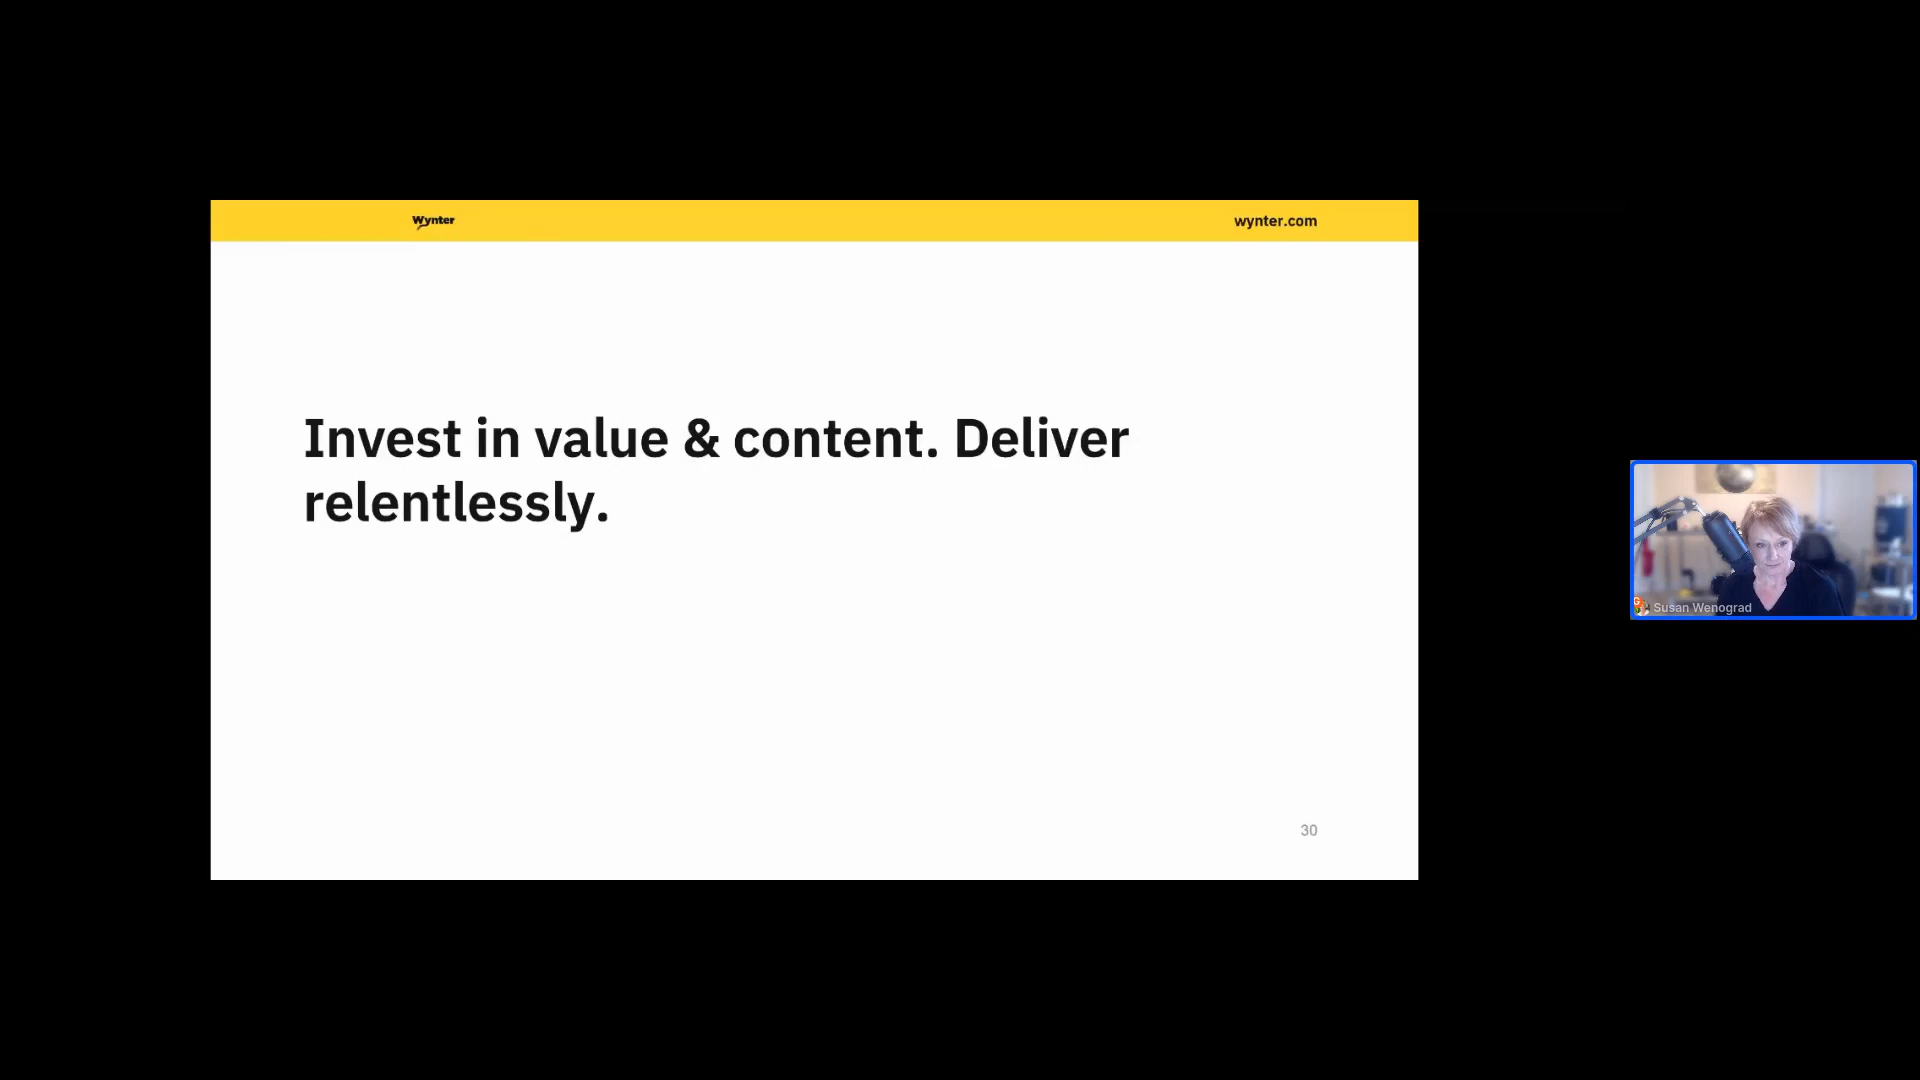 Wynter
wynter.com
Invest in value & content. Deliver
relentlessly.
30
Susan Wenograd